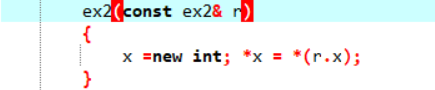 ex2(const ex2& r)
{
x =new int; *x = *(r.x);
}